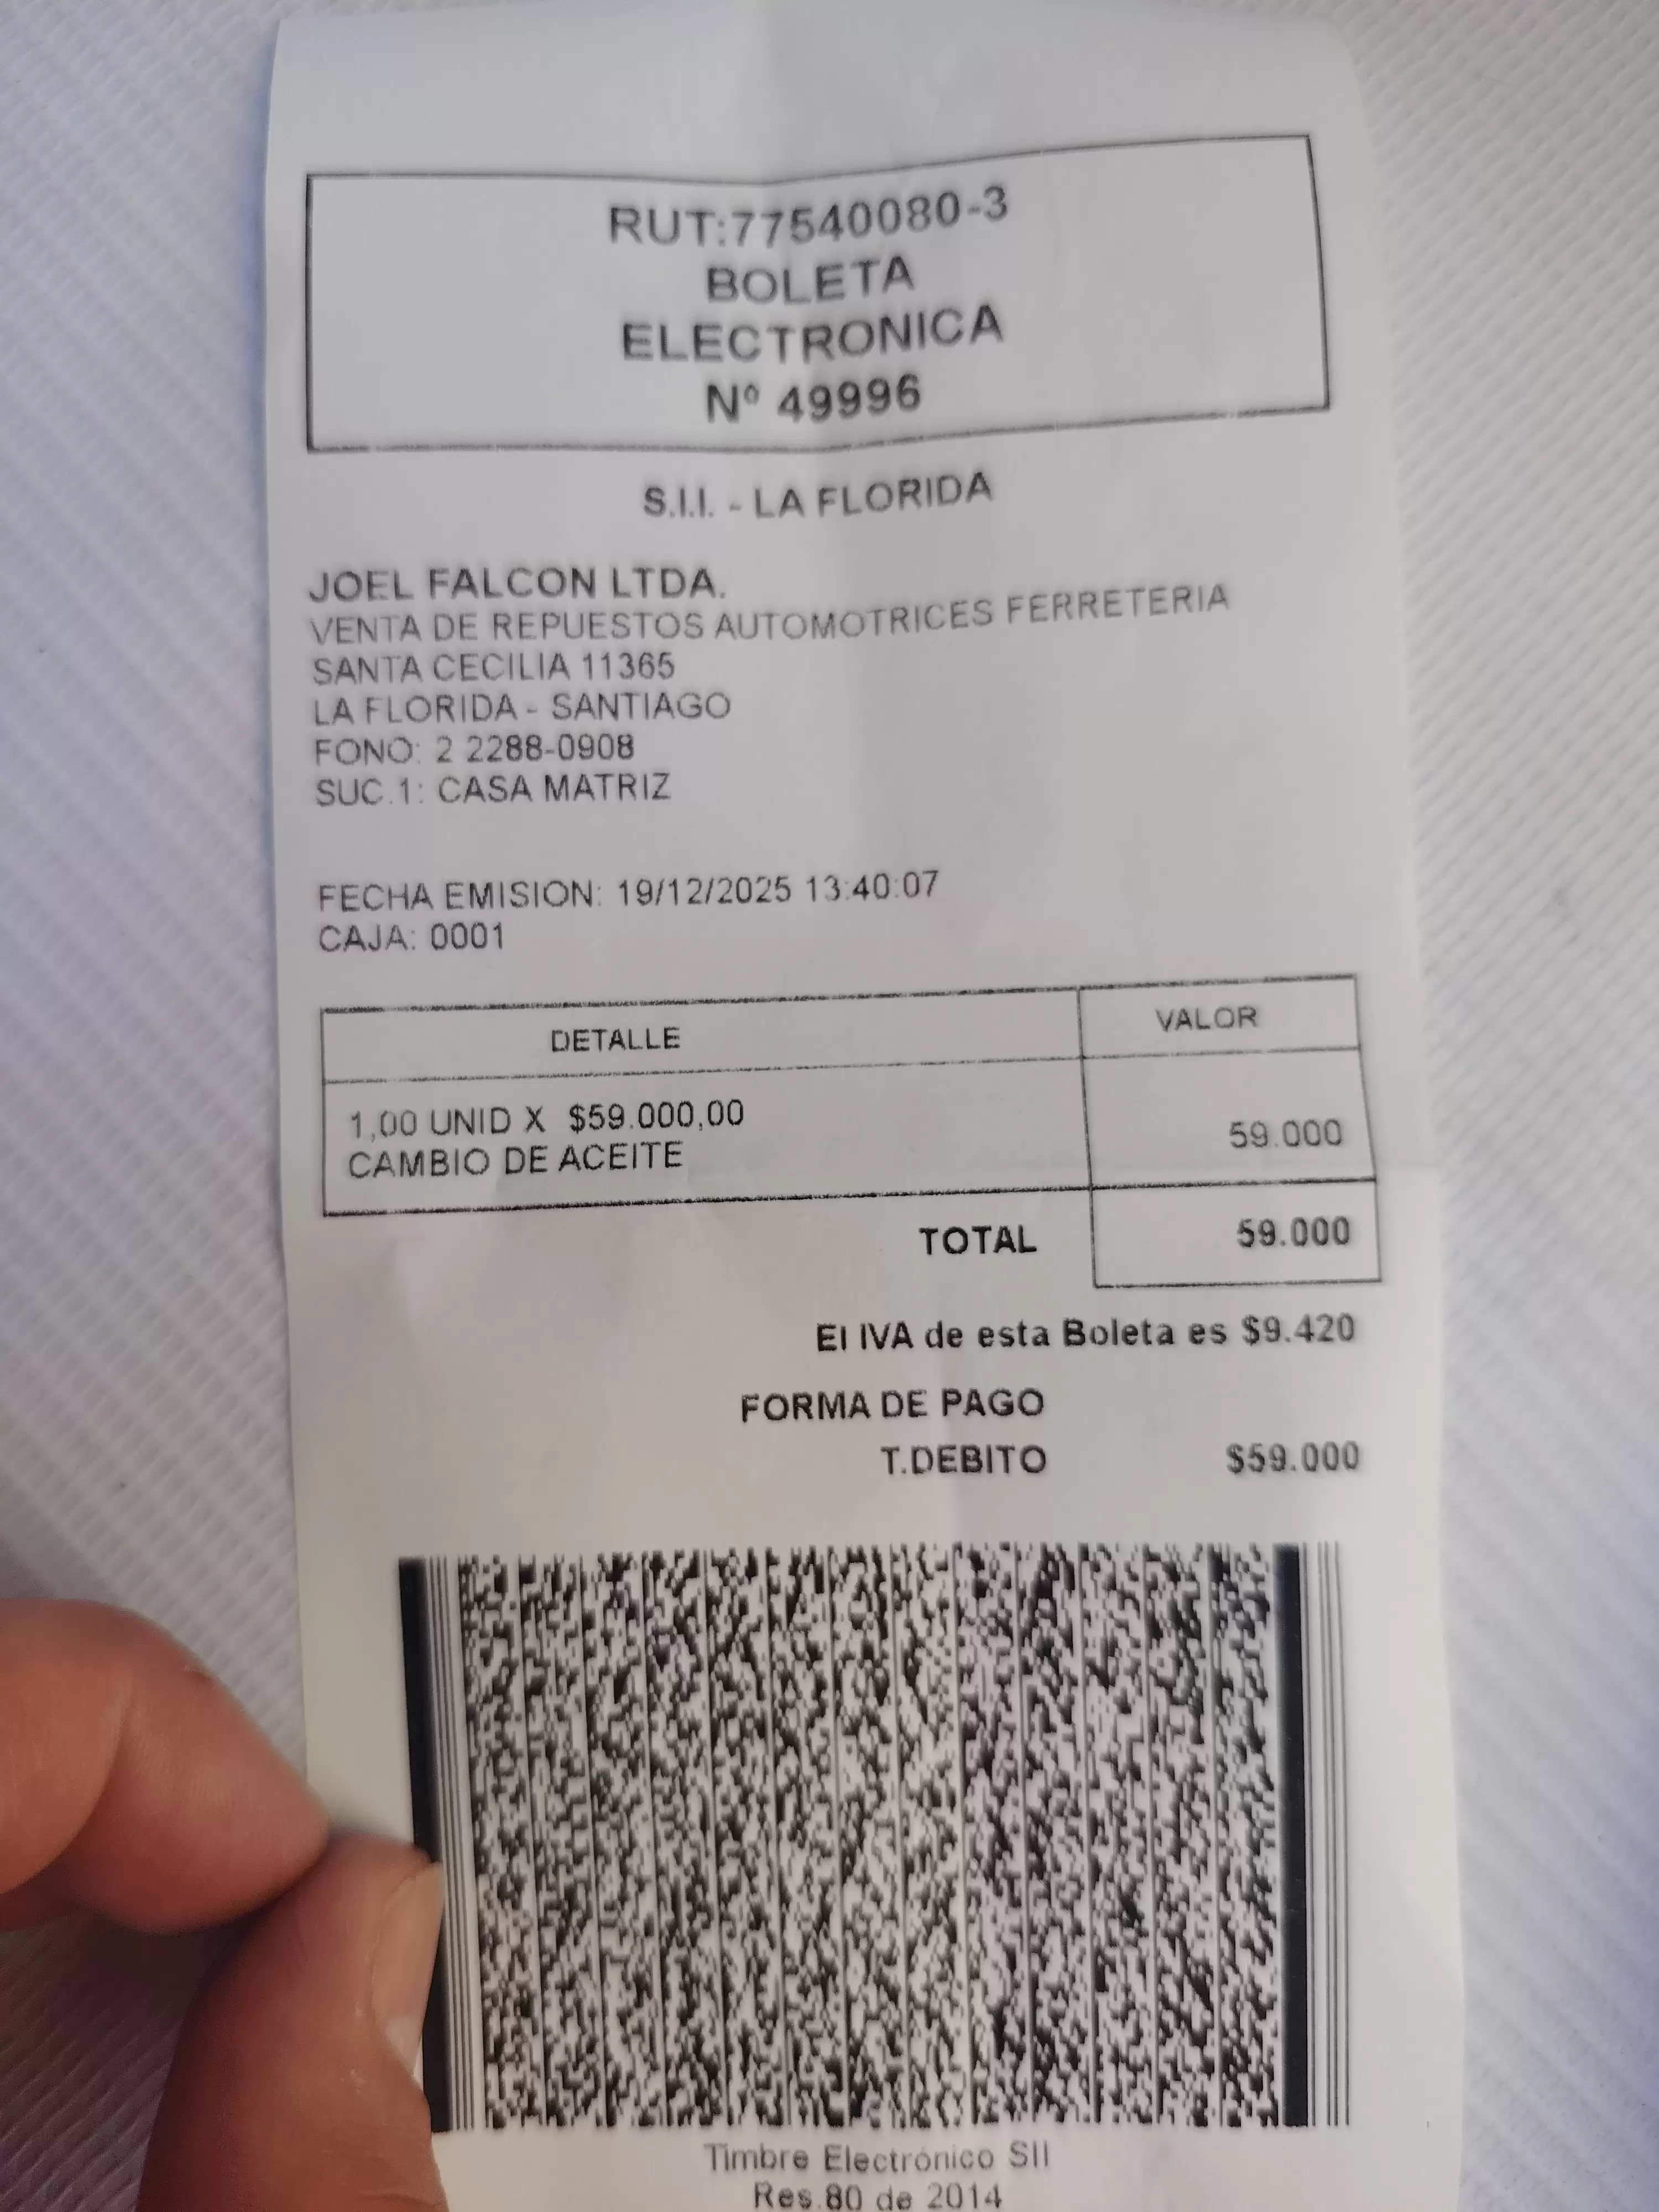 RUT:77540080-3
BOLETA
ELECTRONICA
Nº 49996
S.I.I. - LA FLORIDA
JOEL FALCON LTDA.
VENTA DE REPUESTOS AUTOMOTRICES FERRETERIA
SANTA CECILIA 11365
LA FLORIDA - SANTIAGO
FONO: 2 2288-0908
SUC.1: CASA MATRIZ
FECHA EMISION: 19/12/2025 13:40:07
CAJA: 0001
DETALLE VALOR
1,00 UNID X $59.000,00
CAMBIO DE ACEITE 59.000
TOTAL 59.000
El IVA de esta Boleta es $9.420
FORMA DE PAGO
T.DEBITO $59.000
Timbre Electrónico SII
Res.80 de 2014